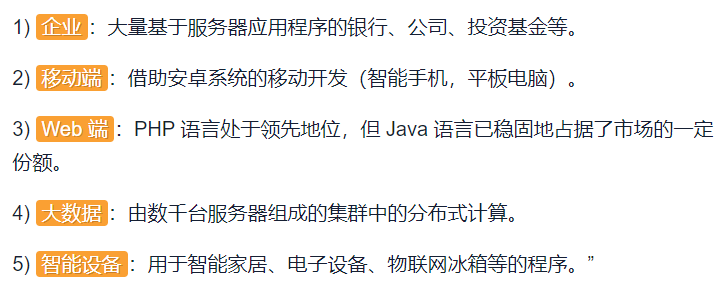 1) 企业：大量基于服务器应用程序的银行、公司、投资基金等。
2) 移动端：借助安卓系统的移动开发（智能手机，平板电脑）。
3) Web 端：PHP 语言处于领先地位，但 Java 语言已稳固地占据了市场的一定
份额。
4) 大数据：由数千台服务器组成的集群中的分布式计算。
5) 智能设备：用于智能家居、电子设备、物联网冰箱等的程序。”